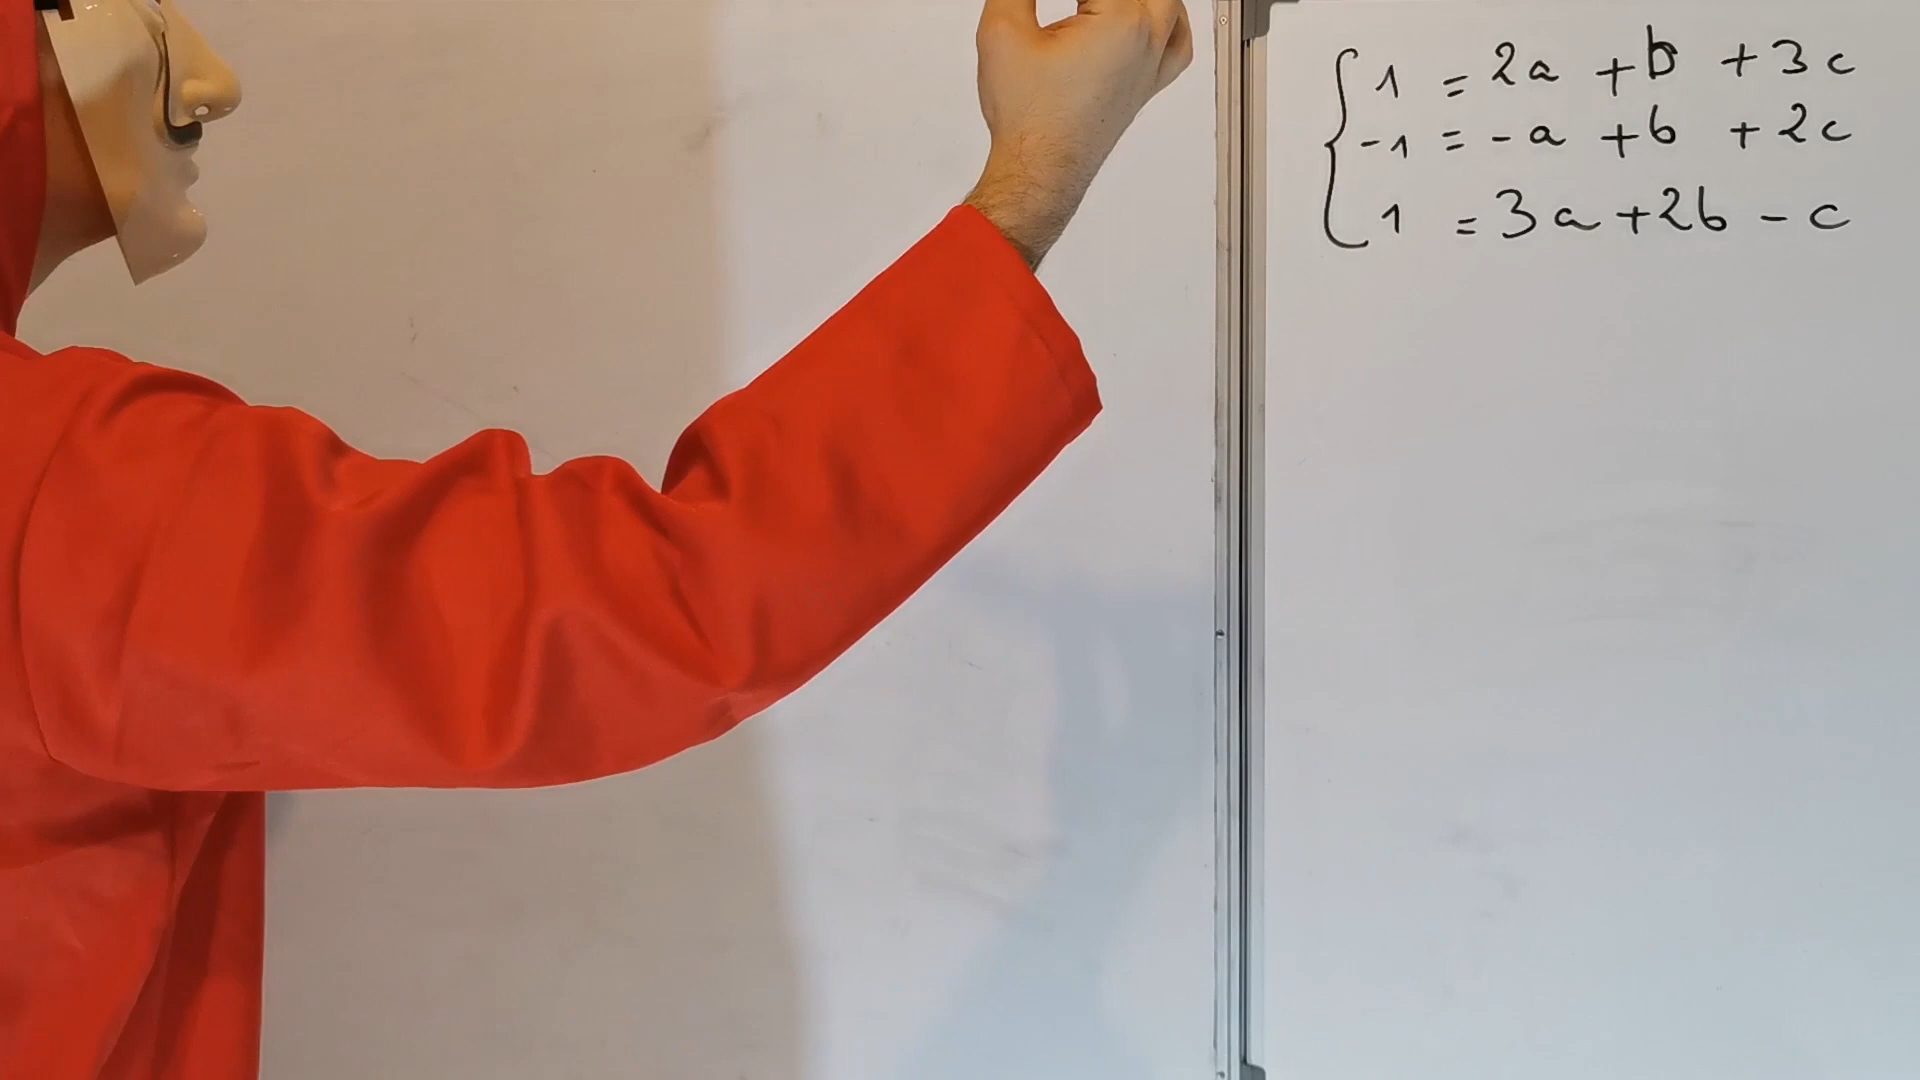 1 = 2a + b + 3c
-1 = -a + b + 2c
1 = 3a + 2b - c